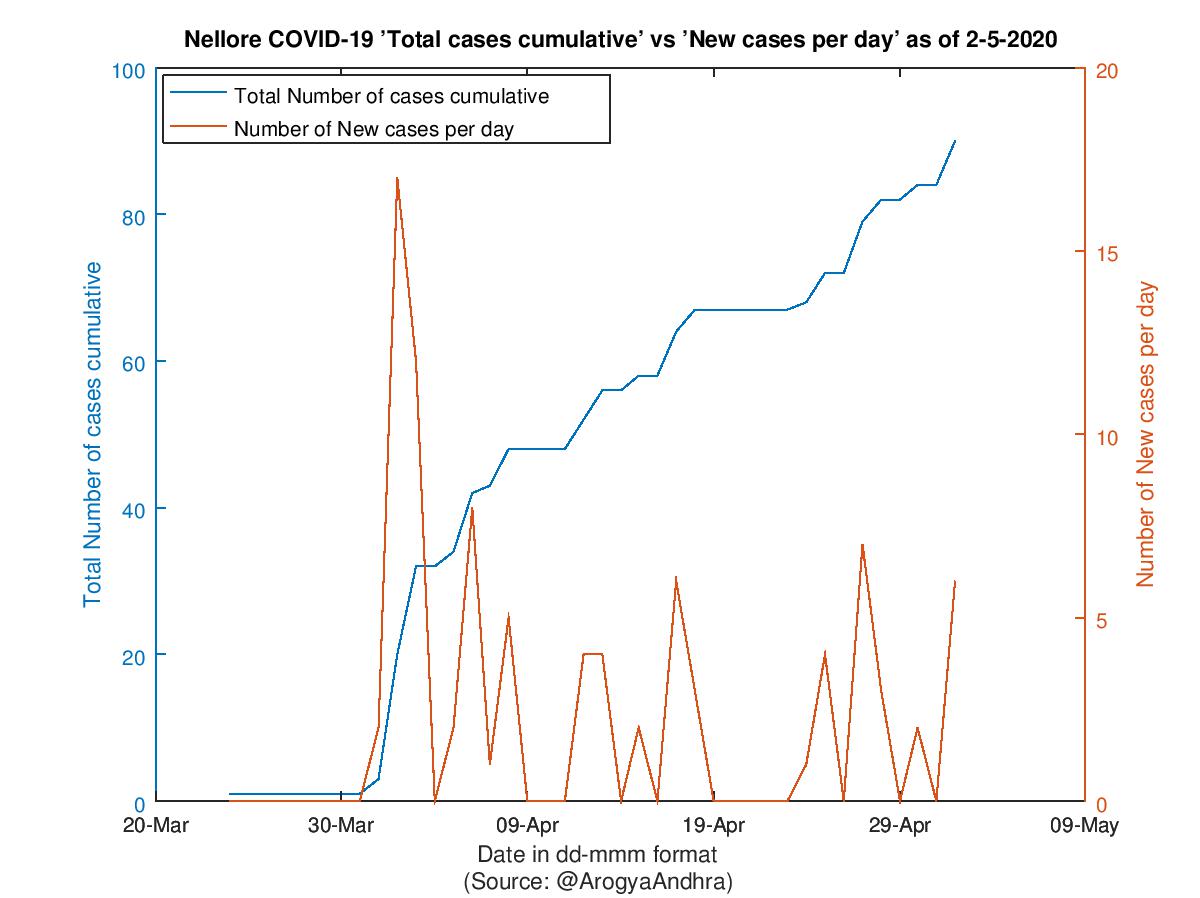 Nellore COVID-19 ’Total cases cumulative’ vs ’New cases per day’ as of 2-5-2020
Total Number of cases cumulative
Number of New cases per day
100
80
60
40
20
0
Total Number of cases cumulative
20
15
10
5
0
Number of New cases per day
20-Mar 30-Mar 09-Apr 19-Apr 29-Apr 09-May
Date in dd-mmm format
(Source: @ArogyaAndhra)